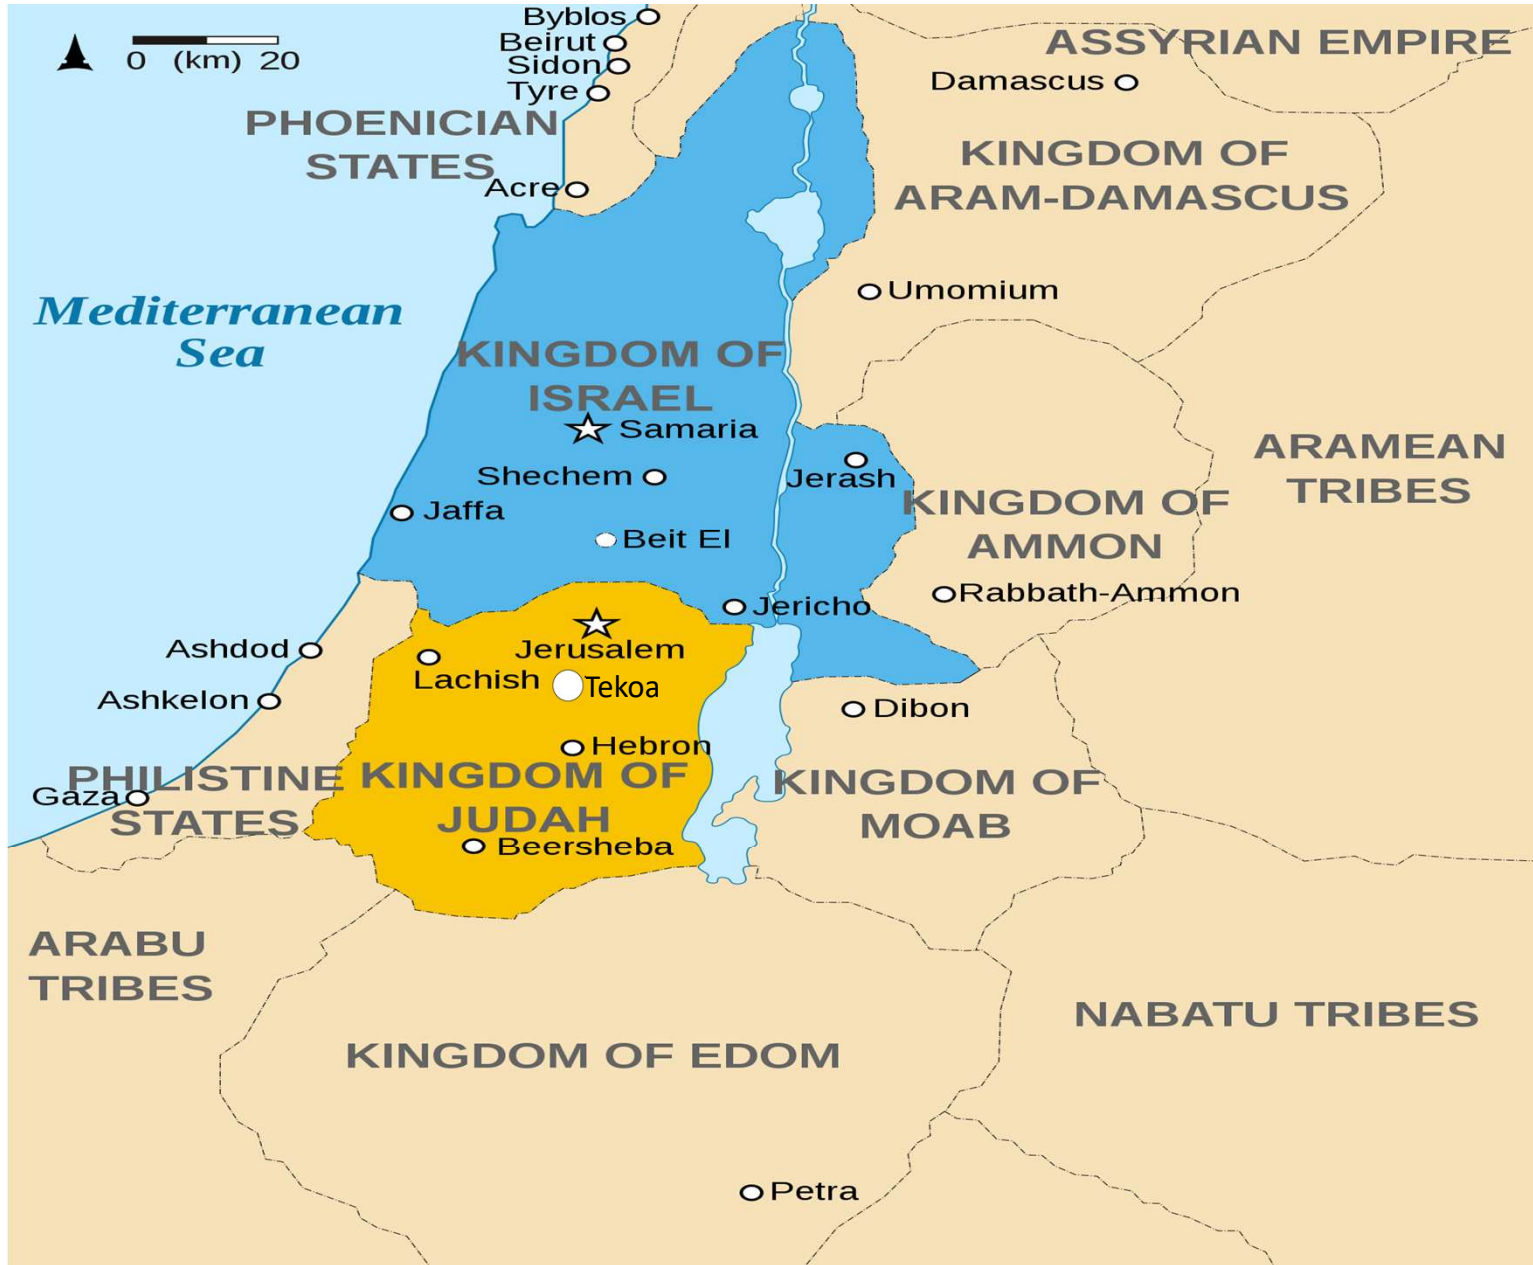 Byblos
Beirut
Sidon
Tyre
0 (km) 20
ASSYRIAN EMPIRE
Damascus
PHOENICIAN
STATES
KINGDOM OF
ARAM-DAMASCUS
Acre
Umomium
Mediterranean
Sea
KINGDOM OF
ISRAEL
Samaria
Shechem
Jerash
Jaffa
Beit El
ARAMEAN
TRIBES
KINGDOM OF
AMMON
Rabbath-Ammon
Jericho
Ashdod
Jerusalem
Lachish
Tekoa
Ashkelon
Dibon
Hebron
PHILISTINE
STATES
Gaza
KINGDOM OF
JUDAH
KINGDOM OF
MOAB
Beersheba
ARABU
TRIBES
NABATU TRIBES
KINGDOM OF EDOM
Petra